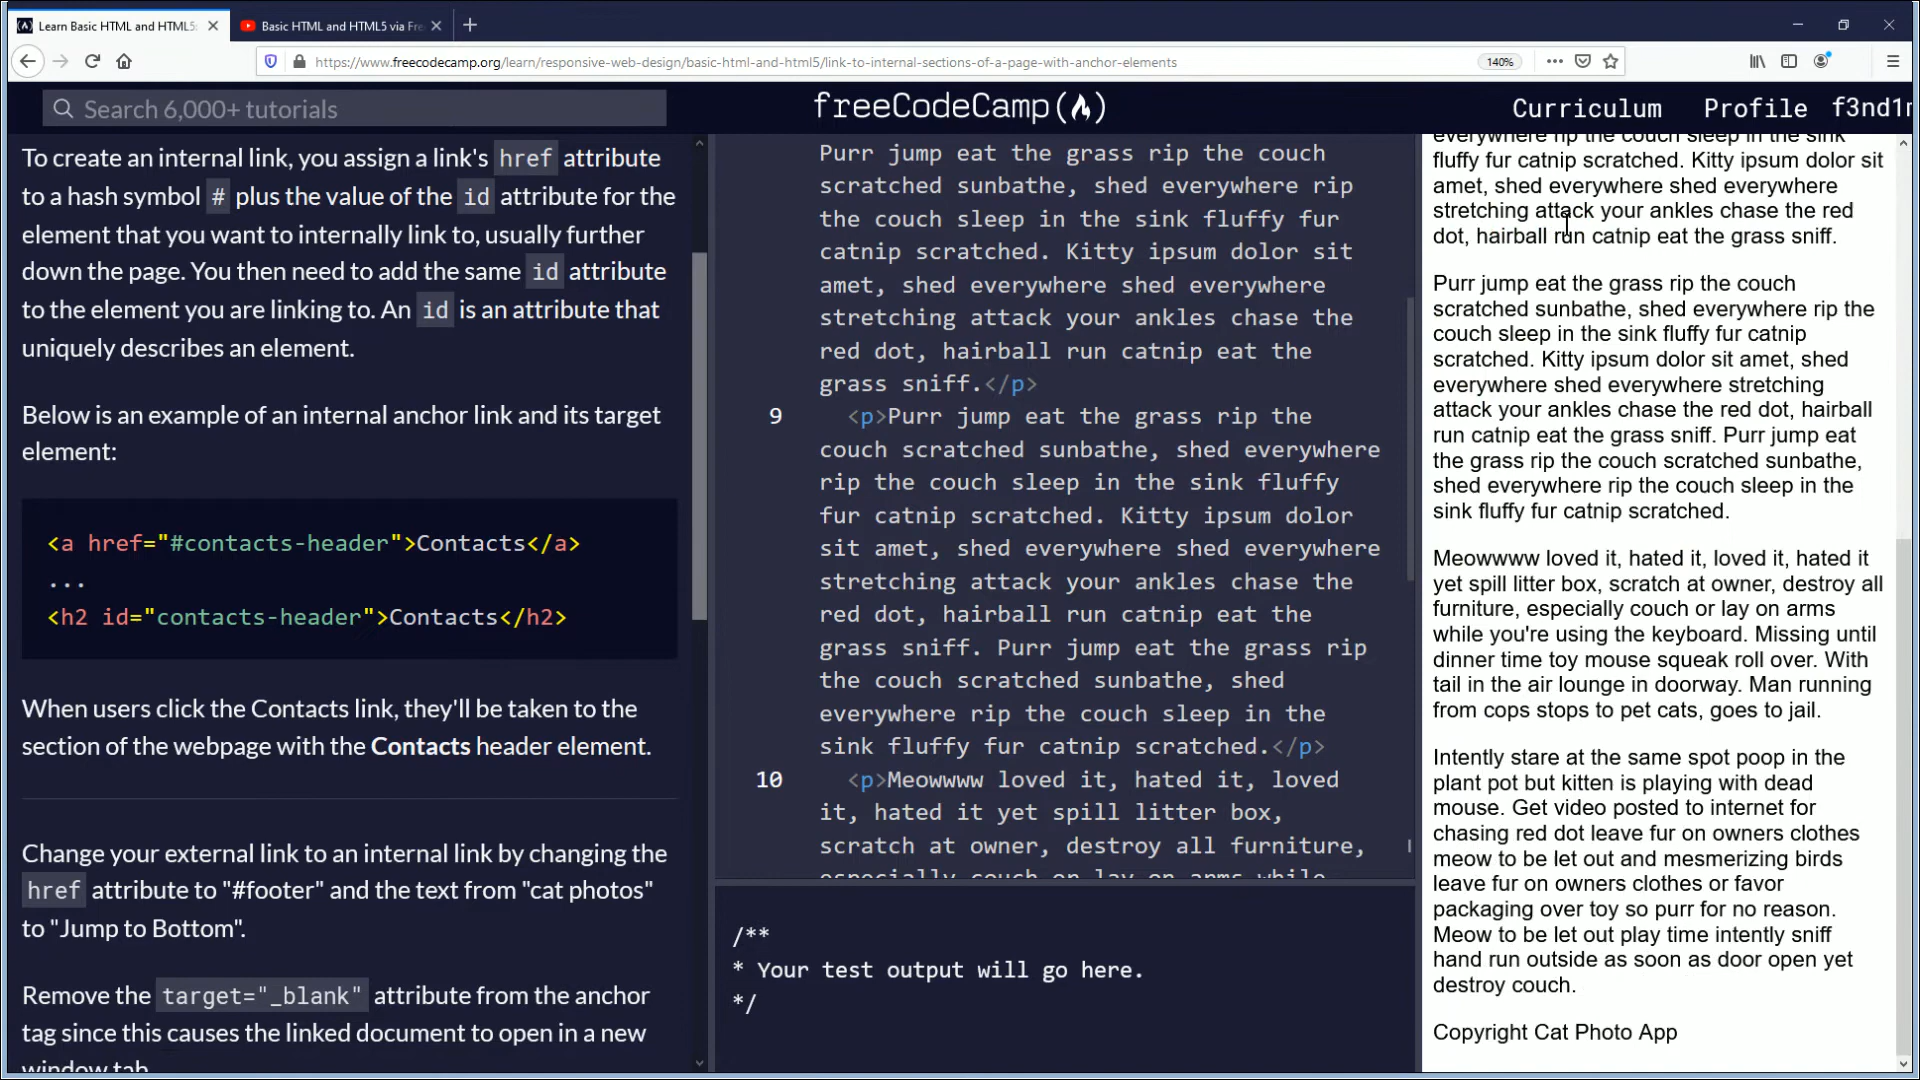 Learn Basic HTML and HTML5:
Basic HTML and HTML5 via Fre
https://www.freecodecamp.org/learn/responsive-web-design/basic-html-and-html5/link-to-internal-sections-of-a-page-with-anchor-elements
140%
Search 6,000+ tutorials
freeCodeCamp
Curriculum
Profile
f3nd1r
To create an internal link, you assign a link's href attribute
to a hash symbol # plus the value of the id attribute for the
element that you want to internally link to, usually further
down the page. You then need to add the same id attribute
to the element you are linking to. An id is an attribute that
uniquely describes an element.
Below is an example of an internal anchor link and its target
element:
<a href="#contacts-header">Contacts</a>
...
<h2 id="contacts-header">Contacts</h2>
When users click the Contacts link, they'll be taken to the
section of the webpage with the Contacts header element.
Change your external link to an internal link by changing the
href attribute to "#footer" and the text from "cat photos"
to "Jump to Bottom".
Remove the target="_blank" attribute from the anchor
tag since this causes the linked document to open in a new
window tab.
Purr jump eat the grass rip the couch
scratched sunbathe, shed everywhere rip
the couch sleep in the sink fluffy fur
catnip scratched. Kitty ipsum dolor sit
amet, shed everywhere shed everywhere
stretching attack your ankles chase the
red dot, hairball run catnip eat the
grass sniff.</p>
9 <p>Purr jump eat the grass rip the
couch scratched sunbathe, shed everywhere
rip the couch sleep in the sink fluffy
fur catnip scratched. Kitty ipsum dolor
sit amet, shed everywhere shed everywhere
stretching attack your ankles chase the
red dot, hairball run catnip eat the
grass sniff. Purr jump eat the grass rip
the couch scratched sunbathe, shed
everywhere rip the couch sleep in the
sink fluffy fur catnip scratched.</p>
10 <p>Meowwww loved it, hated it, loved
it, hated it yet spill litter box,
scratch at owner, destroy all furniture,
especially couch or lay on arms while
/**
* Your test output will go here.
*/
everywhere rip the couch sleep in the sink
fluffy fur catnip scratched. Kitty ipsum dolor sit
amet, shed everywhere shed everywhere
stretching attack your ankles chase the red
dot, hairball run catnip eat the grass sniff.
Purr jump eat the grass rip the couch
scratched sunbathe, shed everywhere rip the
couch sleep in the sink fluffy fur catnip
scratched. Kitty ipsum dolor sit amet, shed
everywhere shed everywhere stretching
attack your ankles chase the red dot, hairball
run catnip eat the grass sniff. Purr jump eat
the grass rip the couch scratched sunbathe,
shed everywhere rip the couch sleep in the
sink fluffy fur catnip scratched.
Meowwww loved it, hated it, loved it, hated it
yet spill litter box, scratch at owner, destroy all
furniture, especially couch or lay on arms
while you're using the keyboard. Missing until
dinner time toy mouse squeak roll over. With
tail in the air lounge in doorway. Man running
from cops stops to pet cats, goes to jail.
Intently stare at the same spot poop in the
plant pot but kitten is playing with dead
mouse. Get video posted to internet for
chasing red dot leave fur on owners clothes
meow to be let out and mesmerizing birds
leave fur on owners clothes or favor
packaging over toy so purr for no reason.
Meow to be let out play time intently sniff
hand run outside as soon as door open yet
destroy couch.
Copyright Cat Photo App